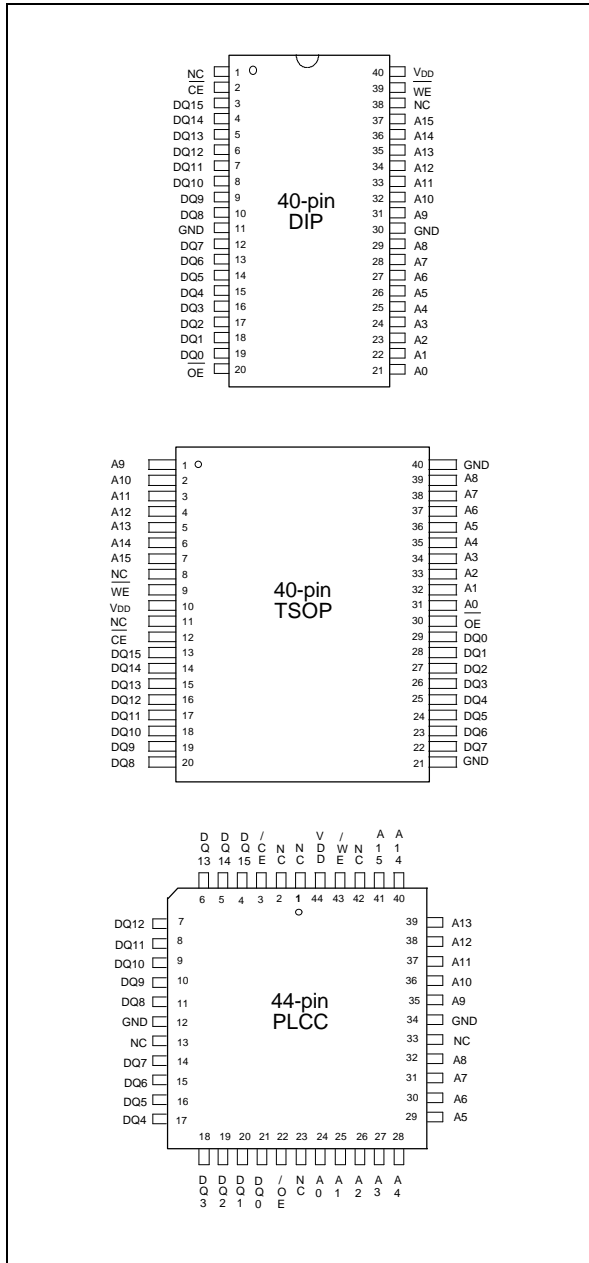 NC 1 40 VDD
CE 2 39 WE
DQ15 3 38 NC
DQ14 4 37 A15
DQ13 5 36 A14
DQ12 6 35 A13
DQ11 7 34 A12
DQ10 8 33 A11
DQ9 9 32 A10
DQ8 10 31 A9
GND 11 30 GND
DQ7 12 29 A8
DQ6 13 28 A7
DQ5 14 27 A6
DQ4 15 26 A5
DQ3 16 25 A4
DQ2 17 24 A3
DQ1 18 23 A2
DQ0 19 22 A1
OE 20 21 A0
40-pin
DIP
A9 1 40 GND
A10 2 39 A8
A11 3 38 A7
A12 4 37 A6
A13 5 36 A5
A14 6 35 A4
A15 7 34 A3
NC 8 33 A2
WE 9 32 A1
VDD 10 31 A0
NC 11 30 OE
CE 12 29 DQ0
DQ15 13 28 DQ1
DQ14 14 27 DQ2
DQ13 15 26 DQ3
DQ12 16 25 DQ4
DQ11 17 24 DQ5
DQ10 18 23 DQ6
DQ9 19 22 DQ7
DQ8 20 21 GND
40-pin
TSOP
DQ13 DQ14 DQ15 /CE NC NC VDD /WE NC A15 A14
6 5 4 3 2 1 44 43 42 41 40
DQ12 7 39 A13
DQ11 8 38 A12
DQ10 9 37 A11
DQ9 10 36 A10
DQ8 11 35 A9
GND 12 34 GND
NC 13 33 NC
DQ7 14 32 A8
DQ6 15 31 A7
DQ5 16 30 A6
DQ4 17 29 A5
44-pin
PLCC
18 19 20 21 22 23 24 25 26 27 28
DQ3 DQ2 DQ1 DQ0 /OE NC A0 A1 A2 A3 A4